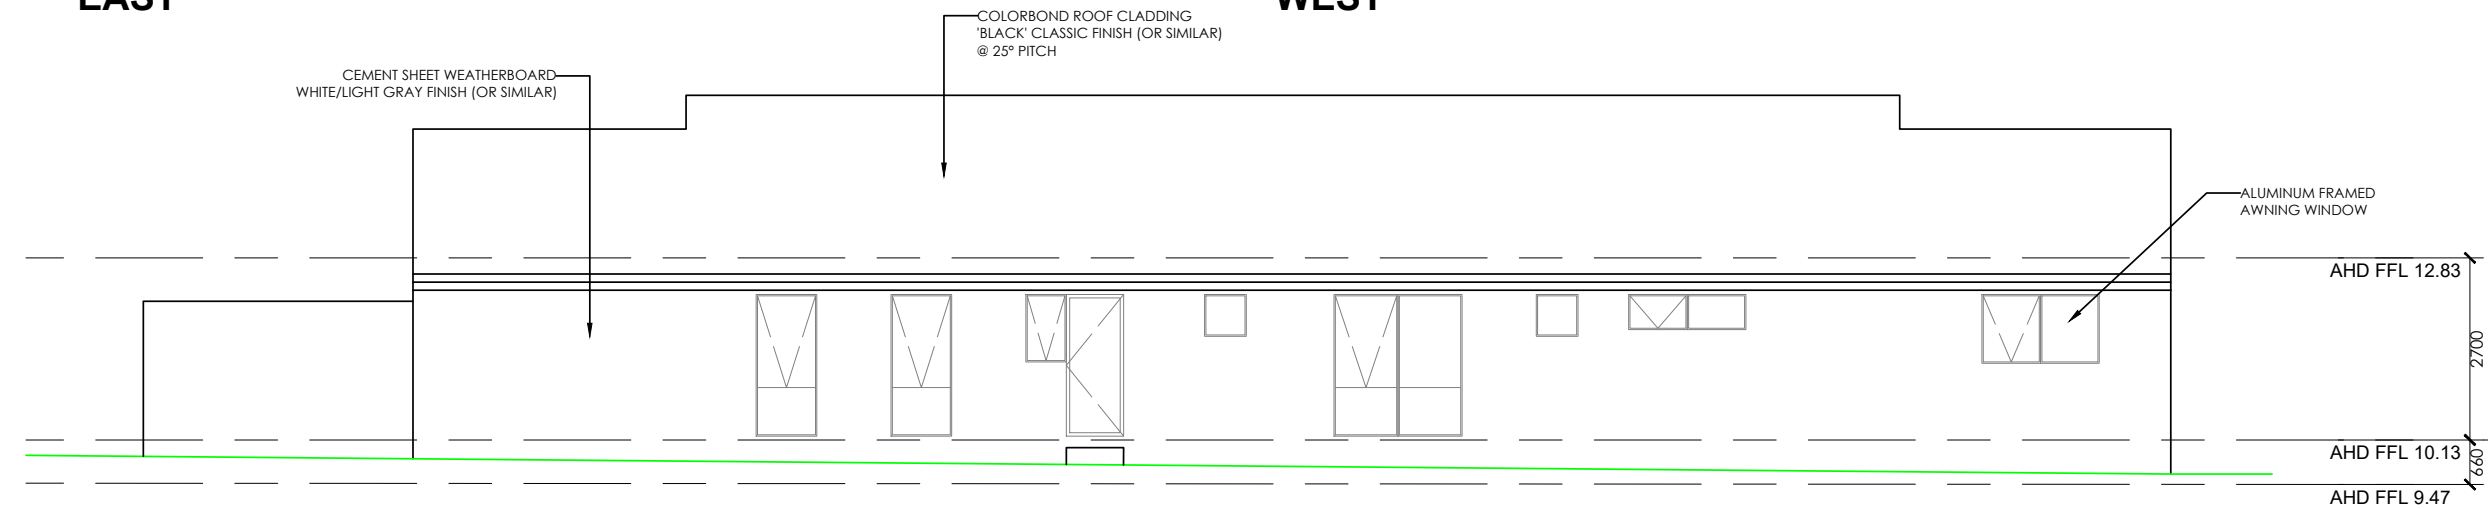 EAST
WEST
COLORBOND ROOF CLADDING
'BLACK' CLASSIC FINISH (OR SIMILAR)
@ 25° PITCH
CEMENT SHEET WEATHERBOARD
WHITE/LIGHT GRAY FINISH (OR SIMILAR)
ALUMINUM FRAMED
AWNING WINDOW
AHD FFL 12.83
2700
AHD FFL 10.13
660
AHD FFL 9.47